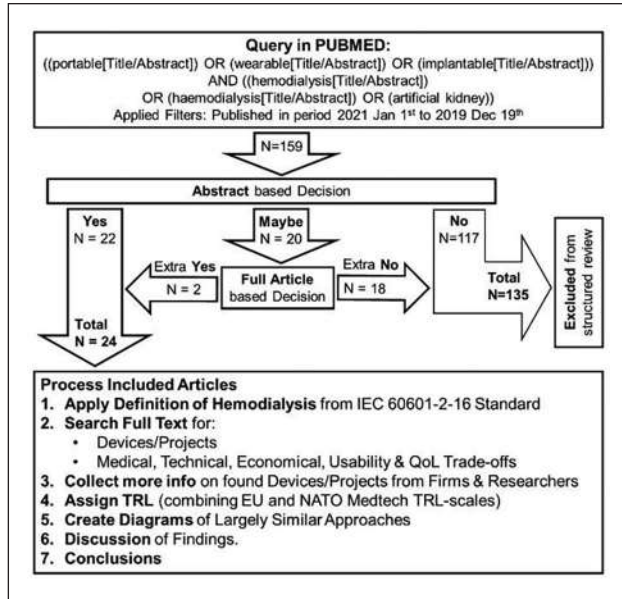 Query in PUBMED:
((portable[Title/Abstract]) OR (wearable[Title/Abstract]) OR (implantable[Title/Abstract]))
AND ((hemodialysis[Title/Abstract])
OR (haemodialysis[Title/Abstract]) OR (artificial kidney))
Applied Filters: Published in period 2021 Jan 1st to 2019 Dec 19th
N=159
Abstract based Decision
Yes
N = 22
Maybe
N = 20
No
N=117
Extra Yes
N = 2
Full Article
based Decision
Extra No
N = 18
Total
N=135
Excluded from
structured review
Total
N = 24
Process Included Articles
1. Apply Definition of Hemodialysis from IEC 60601-2-16 Standard
2. Search Full Text for:
• Devices/Projects
• Medical, Technical, Economical, Usability & QoL Trade-offs
3. Collect more info on found Devices/Projects from Firms & Researchers
4. Assign TRL (combining EU and NATO Medtech TRL-scales)
5. Create Diagrams of Largely Similar Approaches
6. Discussion of Findings.
7. Conclusions